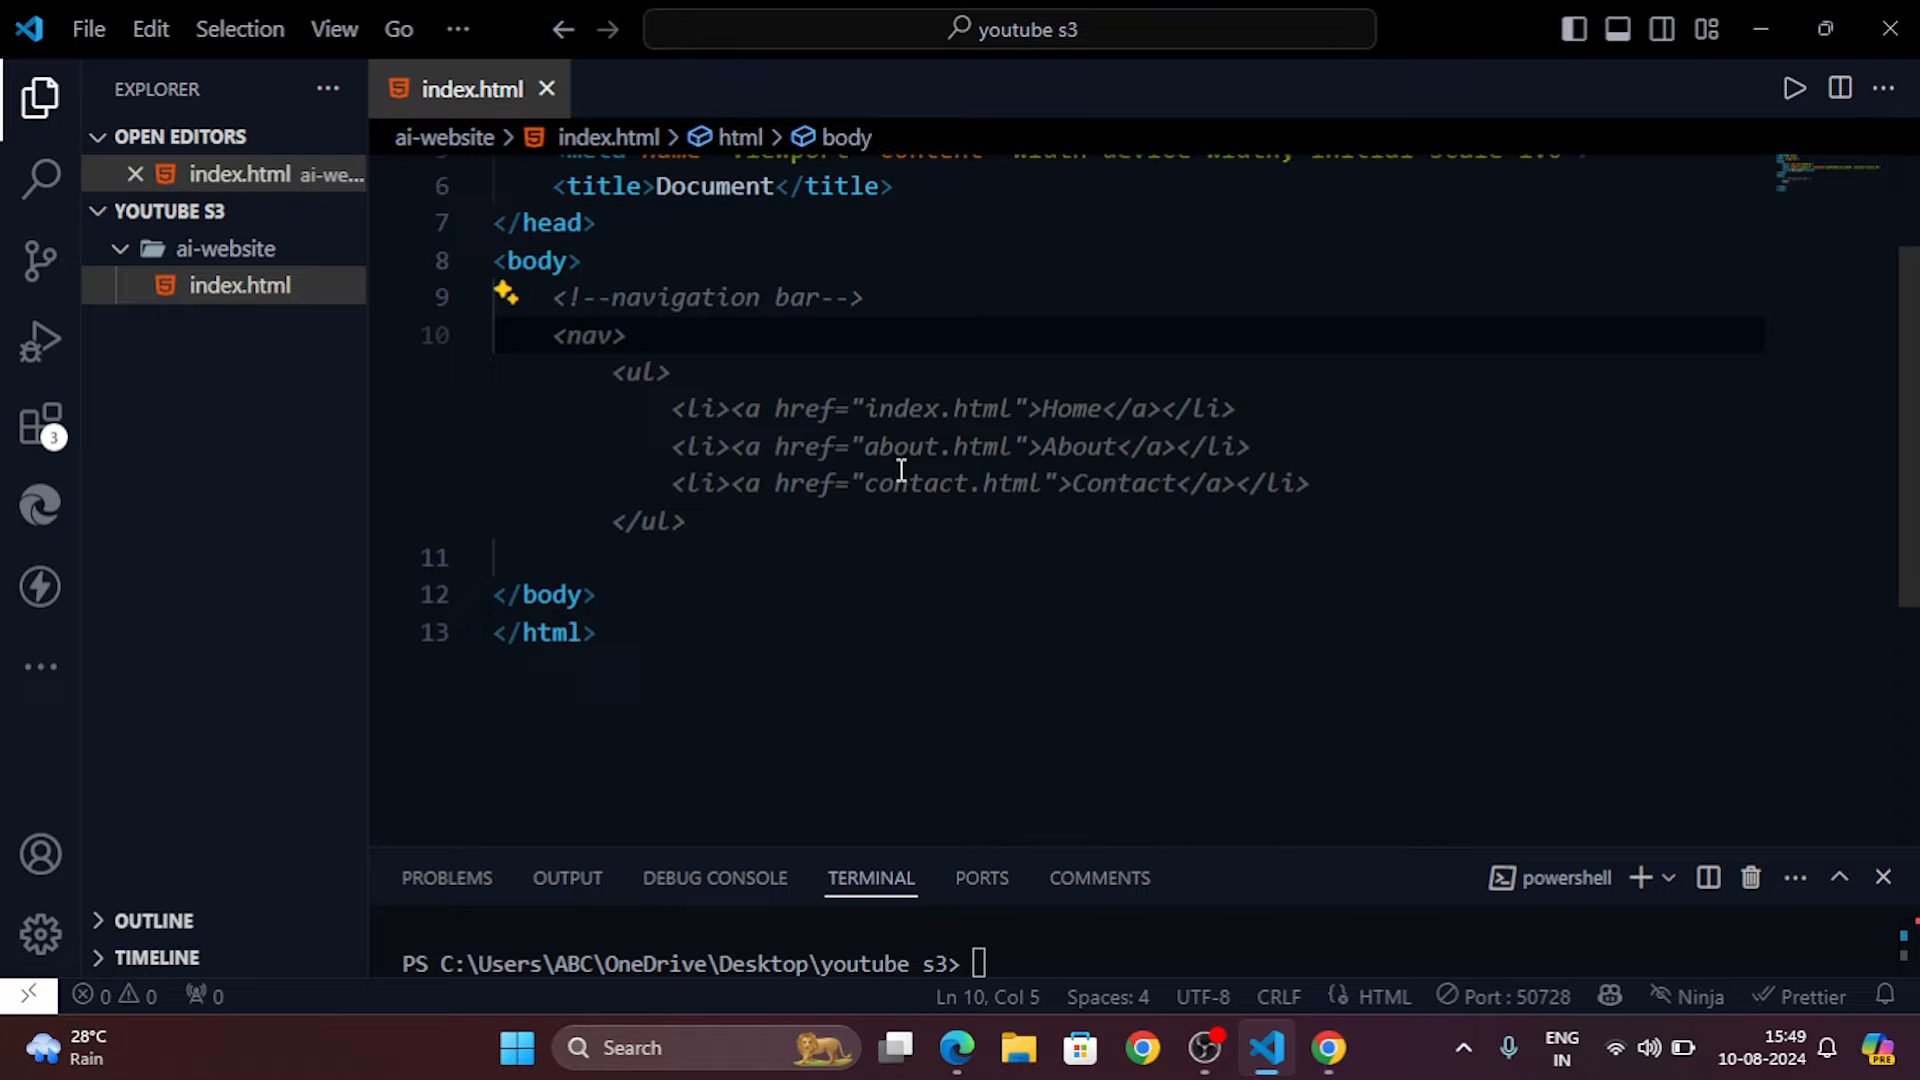 File Edit Selection View Go ··· youtube s3
EXPLORER ···
OPEN EDITORS
index.html ai-we...
YOUTUBE S3
ai-website
index.html
OUTLINE
TIMELINE
3
index.html
ai-website > index.html > html > body
6 <title>Document</title>
7 </head>
8 <body>
9 <!--navigation bar-->
10 <nav>
<ul>
<li><a href="index.html">Home</a></li>
<li><a href="about.html">About</a></li>
<li><a href="contact.html">Contact</a></li>
</ul>
11
12 </body>
13 </html>
PROBLEMS OUTPUT DEBUG CONSOLE TERMINAL PORTS COMMENTS powershell
PS C:\Users\ABC\OneDrive\Desktop\youtube s3>
0 0 0 Ln 10, Col 5 Spaces: 4 UTF-8 CRLF {} HTML Port : 50728 Ninja Prettier
28°C
Rain
Search
ENG
IN
15:49
10-08-2024
PRE